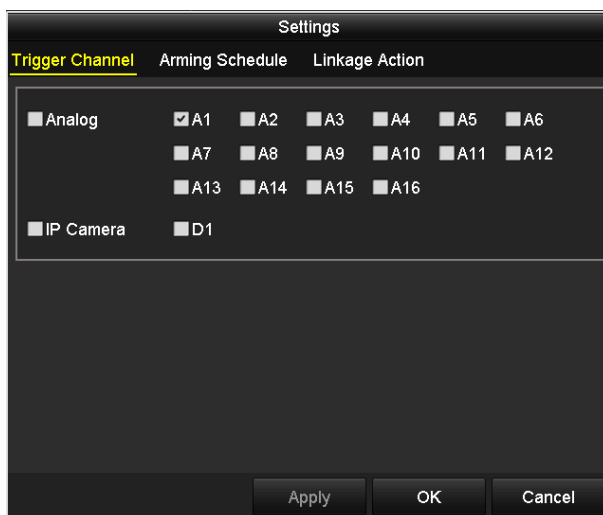 Settings
Trigger Channel Arming Schedule Linkage Action
Analog A1 A2 A3 A4 A5 A6
A7 A8 A9 A10 A11 A12
A13 A14 A15 A16
IP Camera D1
Apply OK Cancel